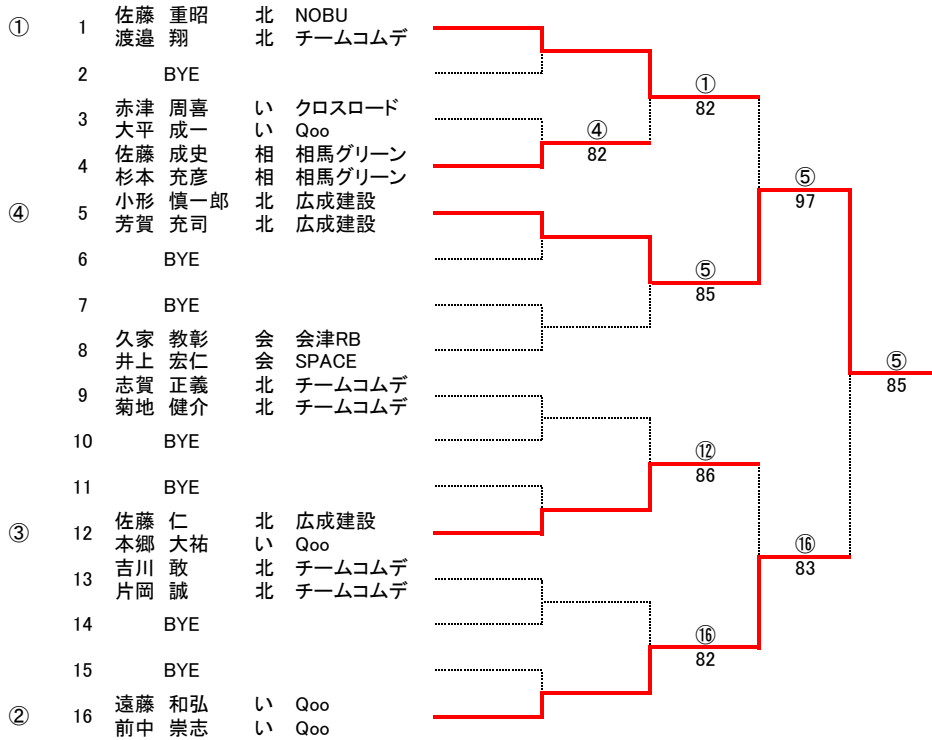 ① 1 佐藤 重昭 北 NOBU
渡邉 翔 北 チームコムデ
2 BYE
①
82
3 赤津 周喜 い クロスロード
大平 成一 い Qoo
④
82
4 佐藤 成史 相 相馬グリーン
杉本 充彦 相 相馬グリーン
⑤
97
④ 5 小形 慎一郎 北 広成建設
芳賀 充司 北 広成建設
6 BYE
⑤
85
7 BYE
8 久家 教彰 会 会津RB
井上 宏仁 会 SPACE
⑤
85
9 志賀 正義 北 チームコムデ
菊地 健介 北 チームコムデ
10 BYE
⑫
86
11 BYE
③ 12 佐藤 仁 北 広成建設
本郷 大祐 い Qoo
⑯
83
13 吉川 敢 北 チームコムデ
片岡 誠 北 チームコムデ
14 BYE
⑯
82
15 BYE
② 16 遠藤 和弘 い Qoo
前中 崇志 い Qoo